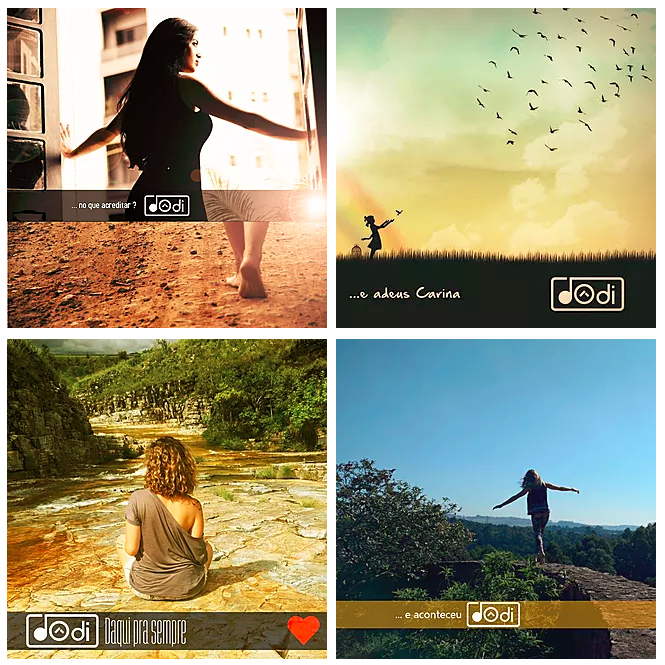 ... no que acreditar ? dodi
...e adeus Carina dodi
dodi Daqui pra sempre
... e aconteceu dodi